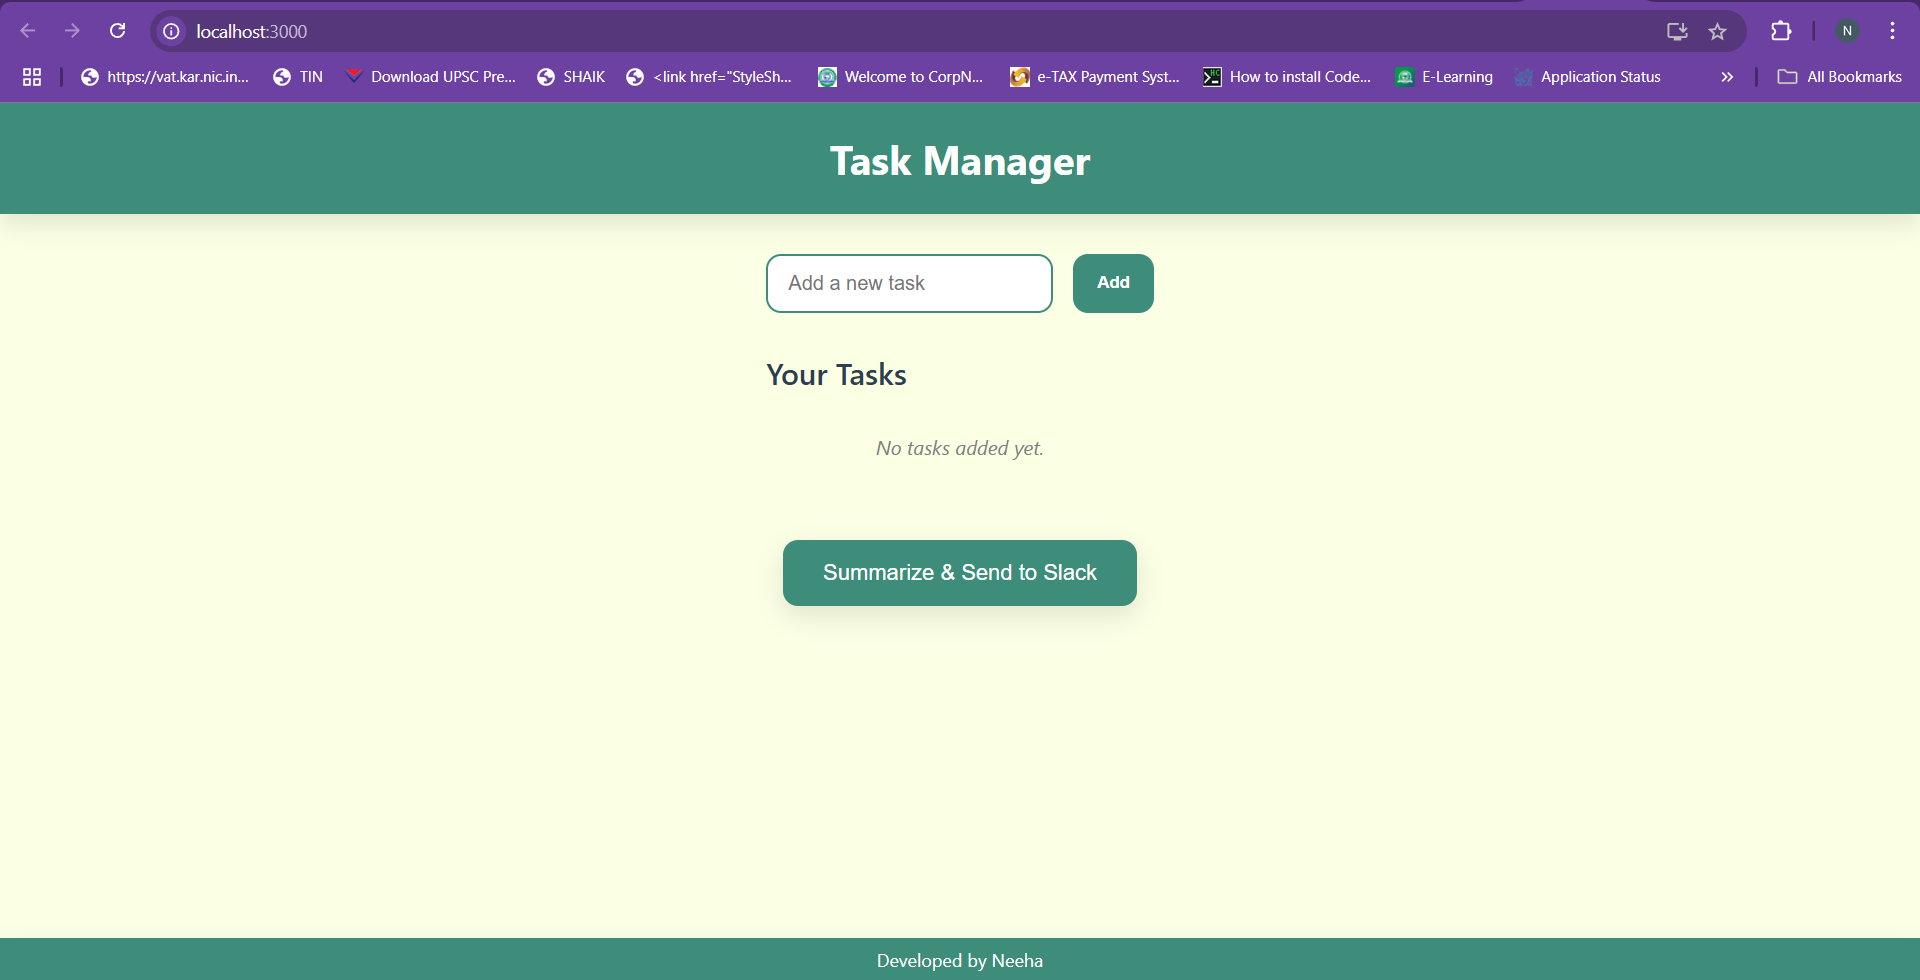 localhost:3000
N
https://vat.kar.nic.in... TIN Download UPSC Pre... SHAIK <link href="StyleSh... Welcome to CorpN... e-TAX Payment Syst... How to install Code... E-Learning Application Status » All Bookmarks
Task Manager
Add a new task Add
Your Tasks
No tasks added yet.
Summarize & Send to Slack
Developed by Neeha